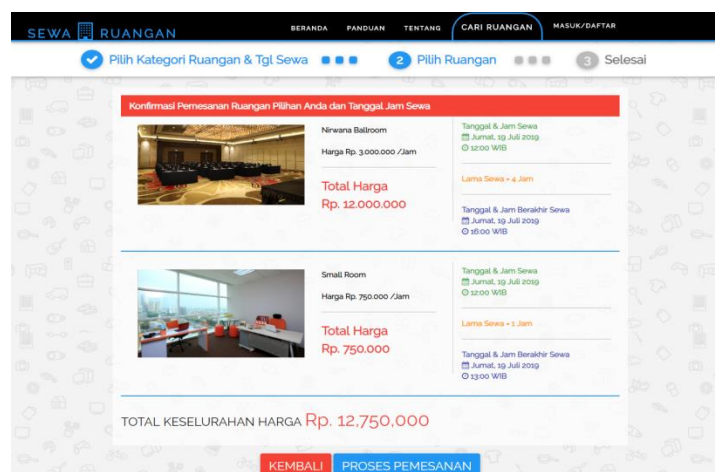 SEWA RUANGAN
BERANDA PANDUAN TENTANG CARI RUANGAN MASUK/DAFTAR
Pilih Kategori Ruangan & Tgl Sewa 2 Pilih Ruangan 3 Selesai
Konfirmasi Pemesanan Ruangan Pilihan Anda dan Tanggal Jam Sewa
Nirwana Ballroom
Harga Rp. 3.000.000 /Jam
Total Harga
Rp. 12.000.000
Tanggal & Jam Sewa
Jumat, 19 Juli 2019
12:00 WIB
Lama Sewa = 4 Jam
Tanggal & Jam Berakhir Sewa
Jumat, 19 Juli 2019
16:00 WIB
Small Room
Harga Rp. 750.000 /Jam
Total Harga
Rp. 750.000
Tanggal & Jam Sewa
Jumat, 19 Juli 2019
12:00 WIB
Lama Sewa = 1 Jam
Tanggal & Jam Berakhir Sewa
Jumat, 19 Juli 2019
13:00 WIB
TOTAL KESELURAHAN HARGA Rp. 12,750,000
KEMBALI PROSES PEMESANAN